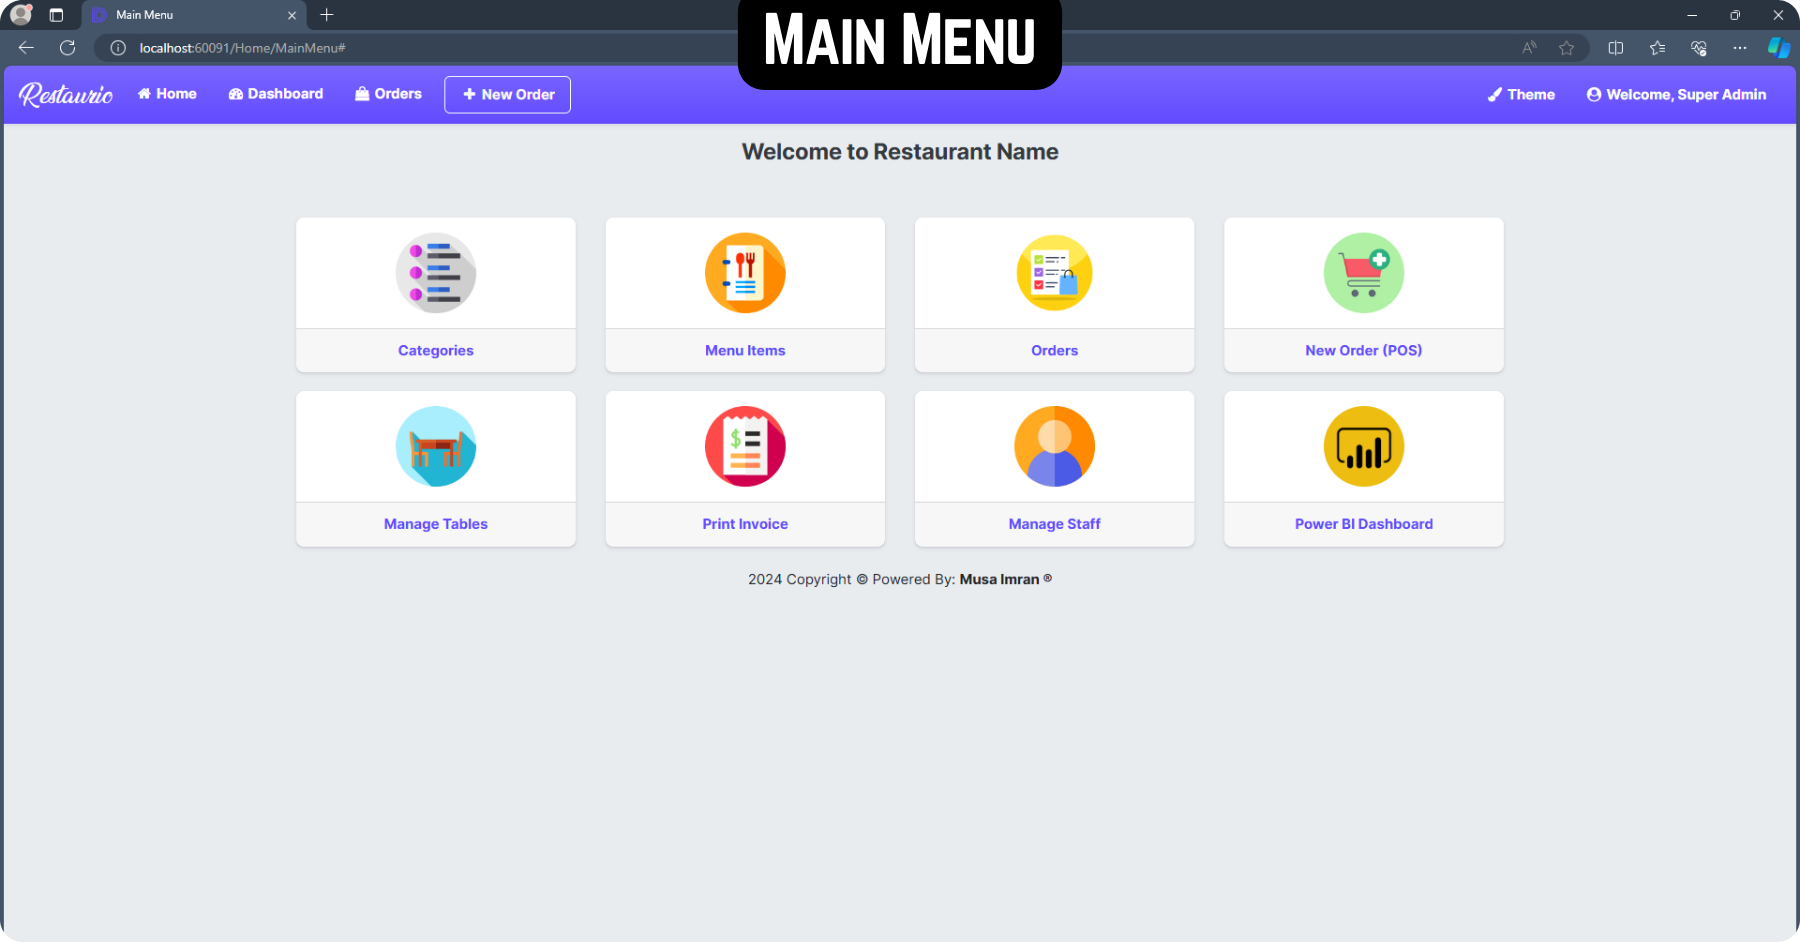 Main Menu
MAIN MENU
localhost:60091/Home/MainMenu#
Restaurio
Home
Dashboard
Orders
New Order
Theme
Welcome, Super Admin
Welcome to Restaurant Name
Categories
Menu Items
Orders
New Order (POS)
Manage Tables
Print Invoice
Manage Staff
Power BI Dashboard
2024 Copyright © Powered By: Musa Imran ®